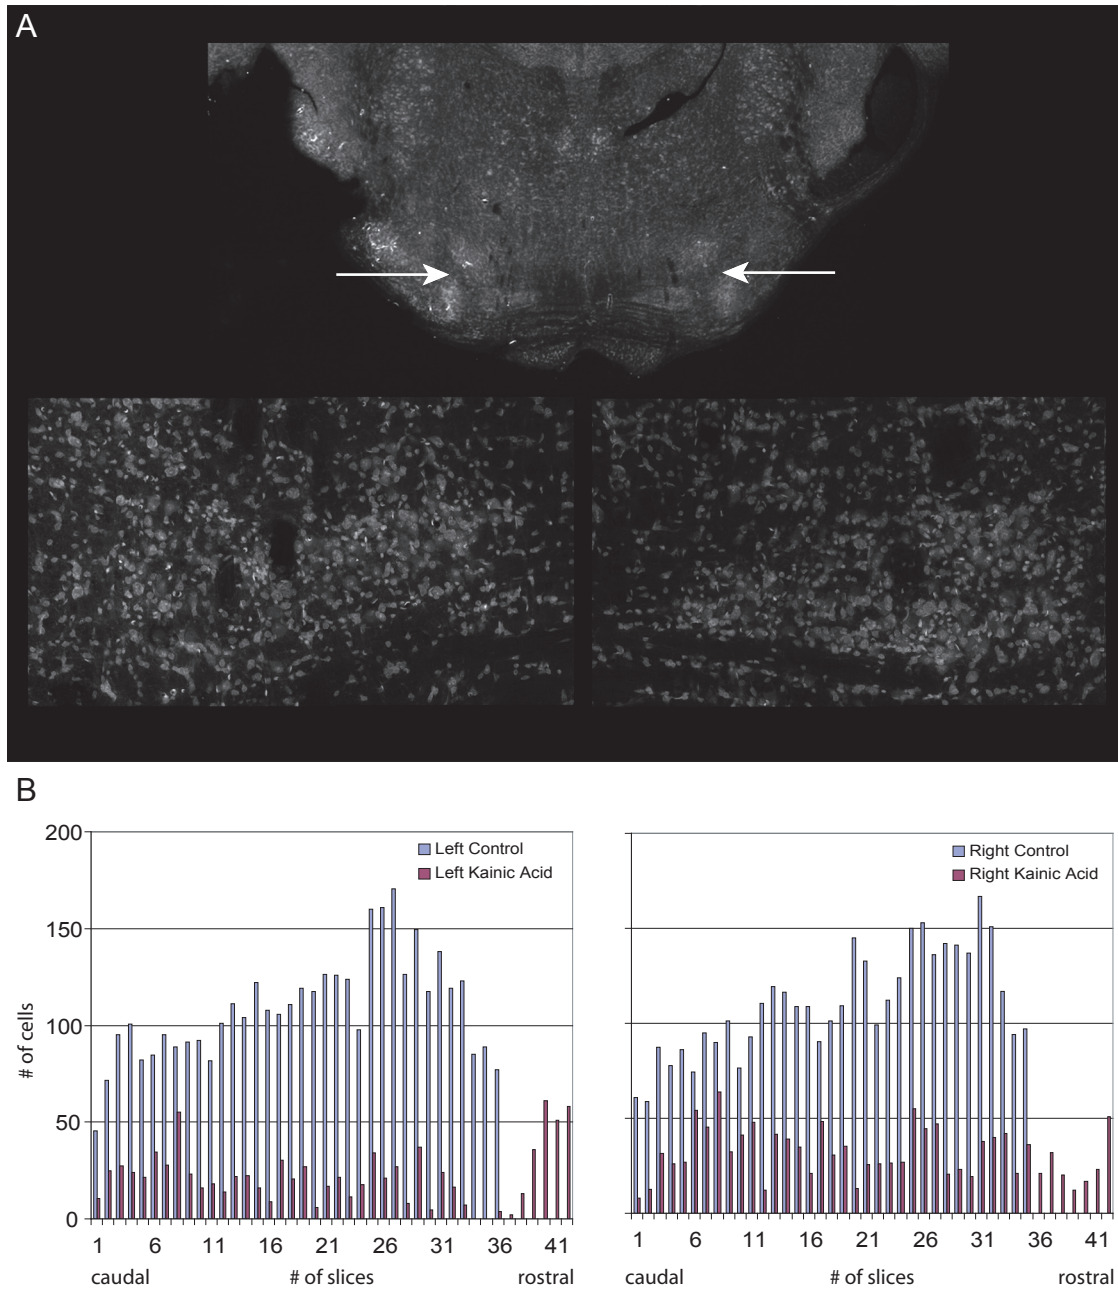 A
B
200
150
100
50
0
# of cells
Left Control
Left Kainic Acid
1 6 11 16 21 26 31 36 41
caudal # of slices rostral
Right Control
Right Kainic Acid
1 6 11 16 21 26 31 36 41
caudal # of slices rostral